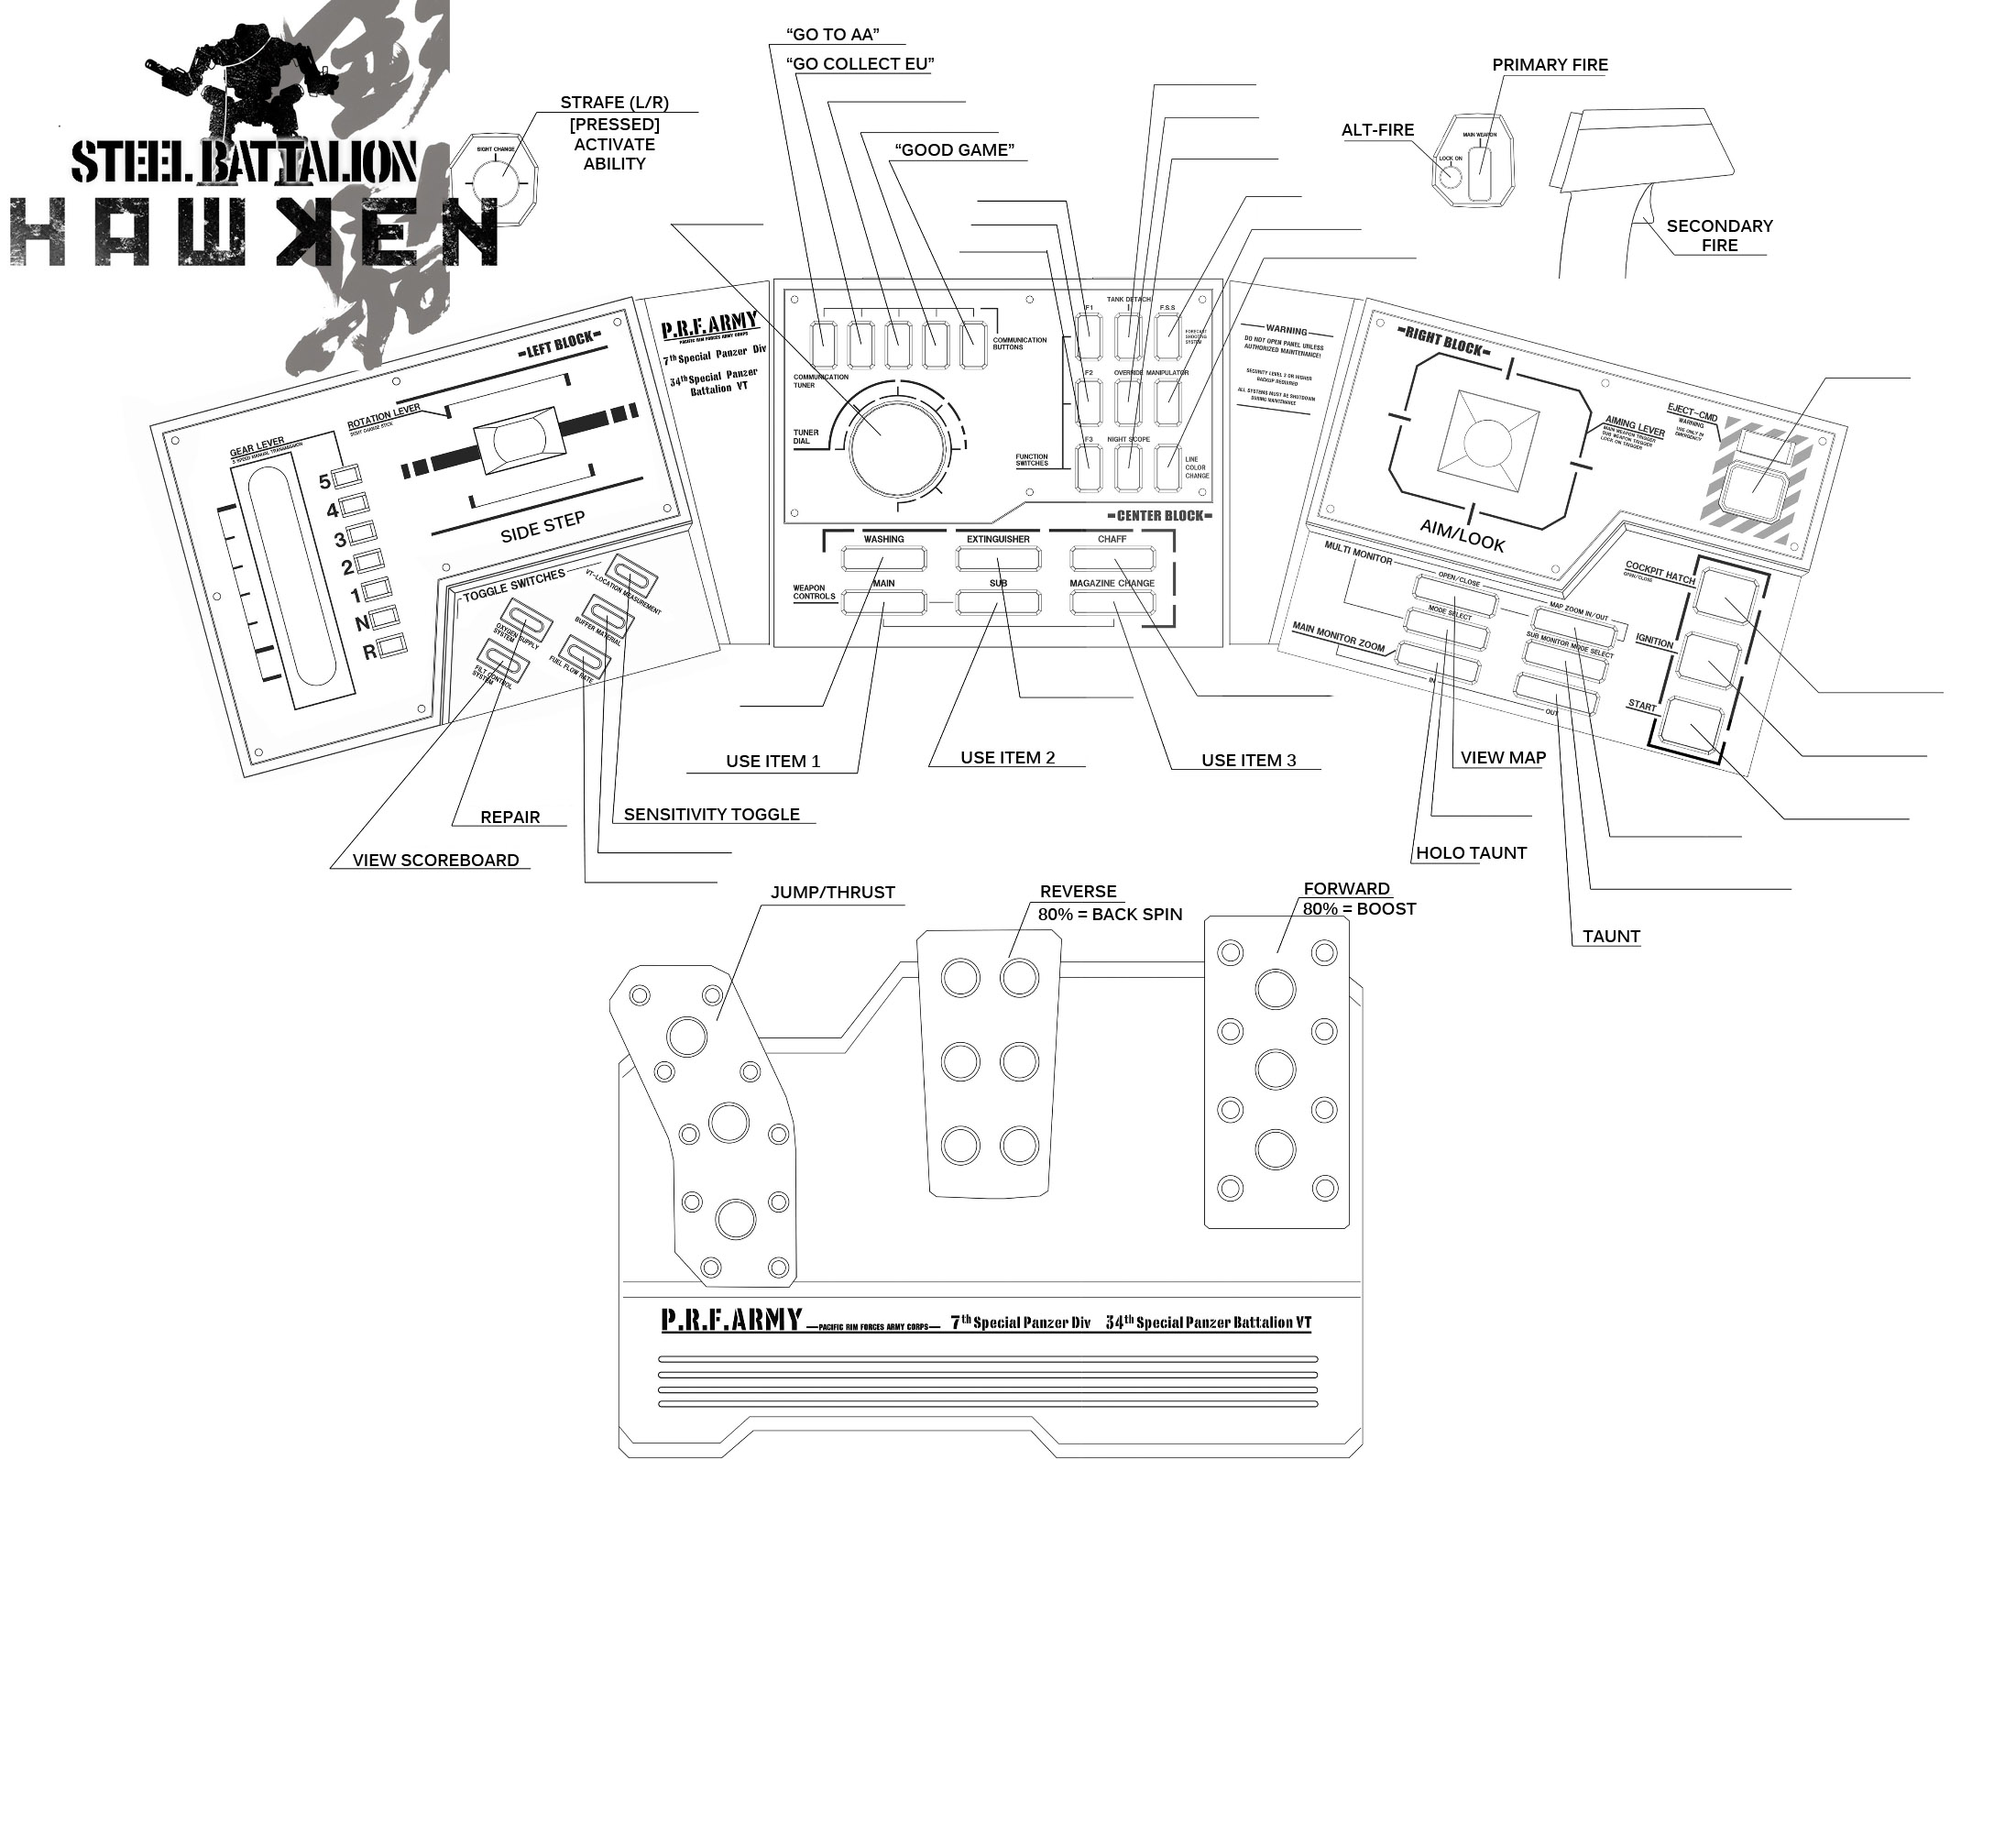 STEEL BATTALION
HAWKEN
SIGHT CHANGE
STRAFE (L/R)
[PRESSED]
ACTIVATE
ABILITY
“GO TO AA”
“GO COLLECT EU”
“GOOD GAME”
PRIMARY FIRE
ALT-FIRE
MAIN WEAPON
LOCK ON
SECONDARY
FIRE
-LEFT BLOCK-
ROTATION LEVER
DON'T CHANGE STICK
GEAR LEVER
5 SPEED MANUAL TRANSMISSION
5
4
3
2
1
N
R
SIDE STEP
TOGGLE SWITCHES
VT-LOCATION MEASUREMENT
OXYGEN SUPPLY
SYSTEM
BUFFER MATERIAL
FILT CONTROL
SYSTEM
FUEL FLOW RATE
P.R.F.ARMY
PACIFIC RIM FORCES ARMY CORPS
7th Special Panzer Div
34th Special Panzer
Battalion VT
COMMUNICATION
BUTTONS
COMMUNICATION
TUNER
TUNER
DIAL
F1
TANK DETACH
F.S.S
FORECAST
SHOOTING
SYSTEM
F2
OVERRIDE
MANIPULATOR
F3
NIGHT SCOPE
FUNCTION
SWITCHES
LINE
COLOR
CHANGE
-CENTER BLOCK-
WASHING
EXTINGUISHER
CHAFF
WEAPON
CONTROLS
MAIN
SUB
MAGAZINE CHANGE
WARNING
DO NOT OPEN PANEL UNLESS
AUTHORIZED MAINTENANCE!
SECURITY LEVEL 3 OR HIGHER
BACKUP REQUIRED
ALL SYSTEMS MUST BE SHUTDOWN
DURING MAINTENANCE
-RIGHT BLOCK-
AIMING LEVER
MAIN WEAPON TRIGGER
SUB WEAPON TRIGGER
LOCK ON TRIGGER
EJECT-CMD
WARNING
USE ONLY IN
EMERGENCY
AIM/LOOK
MULTI MONITOR
OPEN/CLOSE
MAP ZOOM IN/OUT
MODE SELECT
SUB MONITOR MODE SELECT
MAIN MONITOR ZOOM
IN
OUT
COCKPIT HATCH
OPEN/CLOSE
IGNITION
START
USE ITEM 1
USE ITEM 2
USE ITEM 3
VIEW MAP
REPAIR
SENSITIVITY TOGGLE
VIEW SCOREBOARD
HOLO TAUNT
TAUNT
JUMP/THRUST
REVERSE
80% = BACK SPIN
FORWARD
80% = BOOST
P.R.F.ARMY —PACIFIC RIM FORCES ARMY CORPS— 7th Special Panzer Div 34th Special Panzer Battalion VT